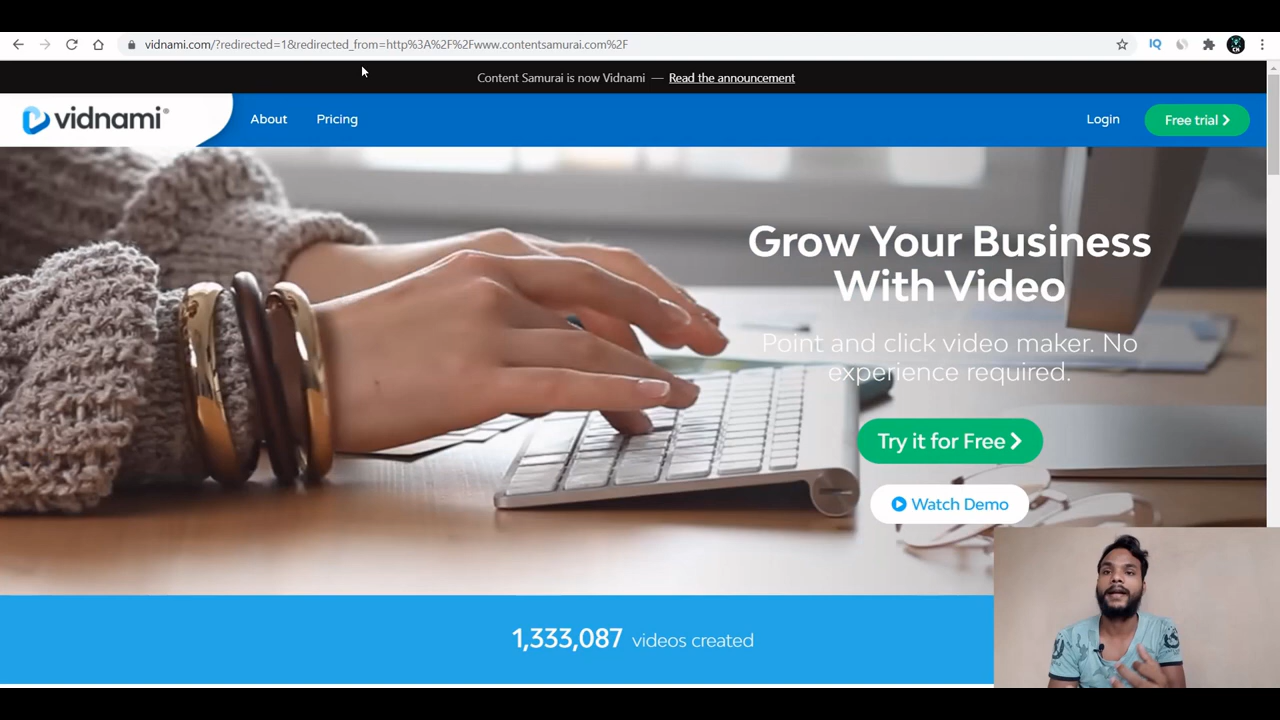 vidnami.com/?redirected=1&redirected_from=http%3A%2F%2Fwww.contentsamurai.com%2F
IQ
CN
Content Samurai is now Vidnami — Read the announcement
vidnami®
About
Pricing
Login
Free trial
Grow Your Business
With Video
Point and click video maker. No
experience required.
Try it for Free
Watch Demo
1,333,087 videos created